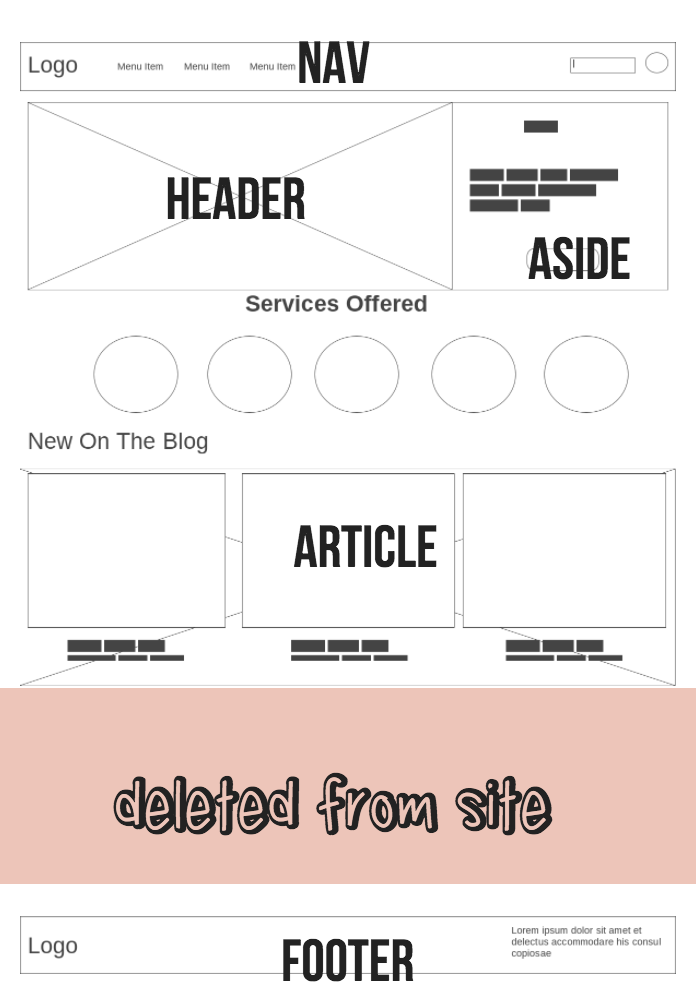 Logo Menu Item Menu Item Menu Item NAV
HEADER
ASIDE
Services Offered
New On The Blog
ARTICLE
deleted from site
Logo
FOOTER
Lorem ipsum dolor sit amet et
delectus accommodare his consul
copiosae